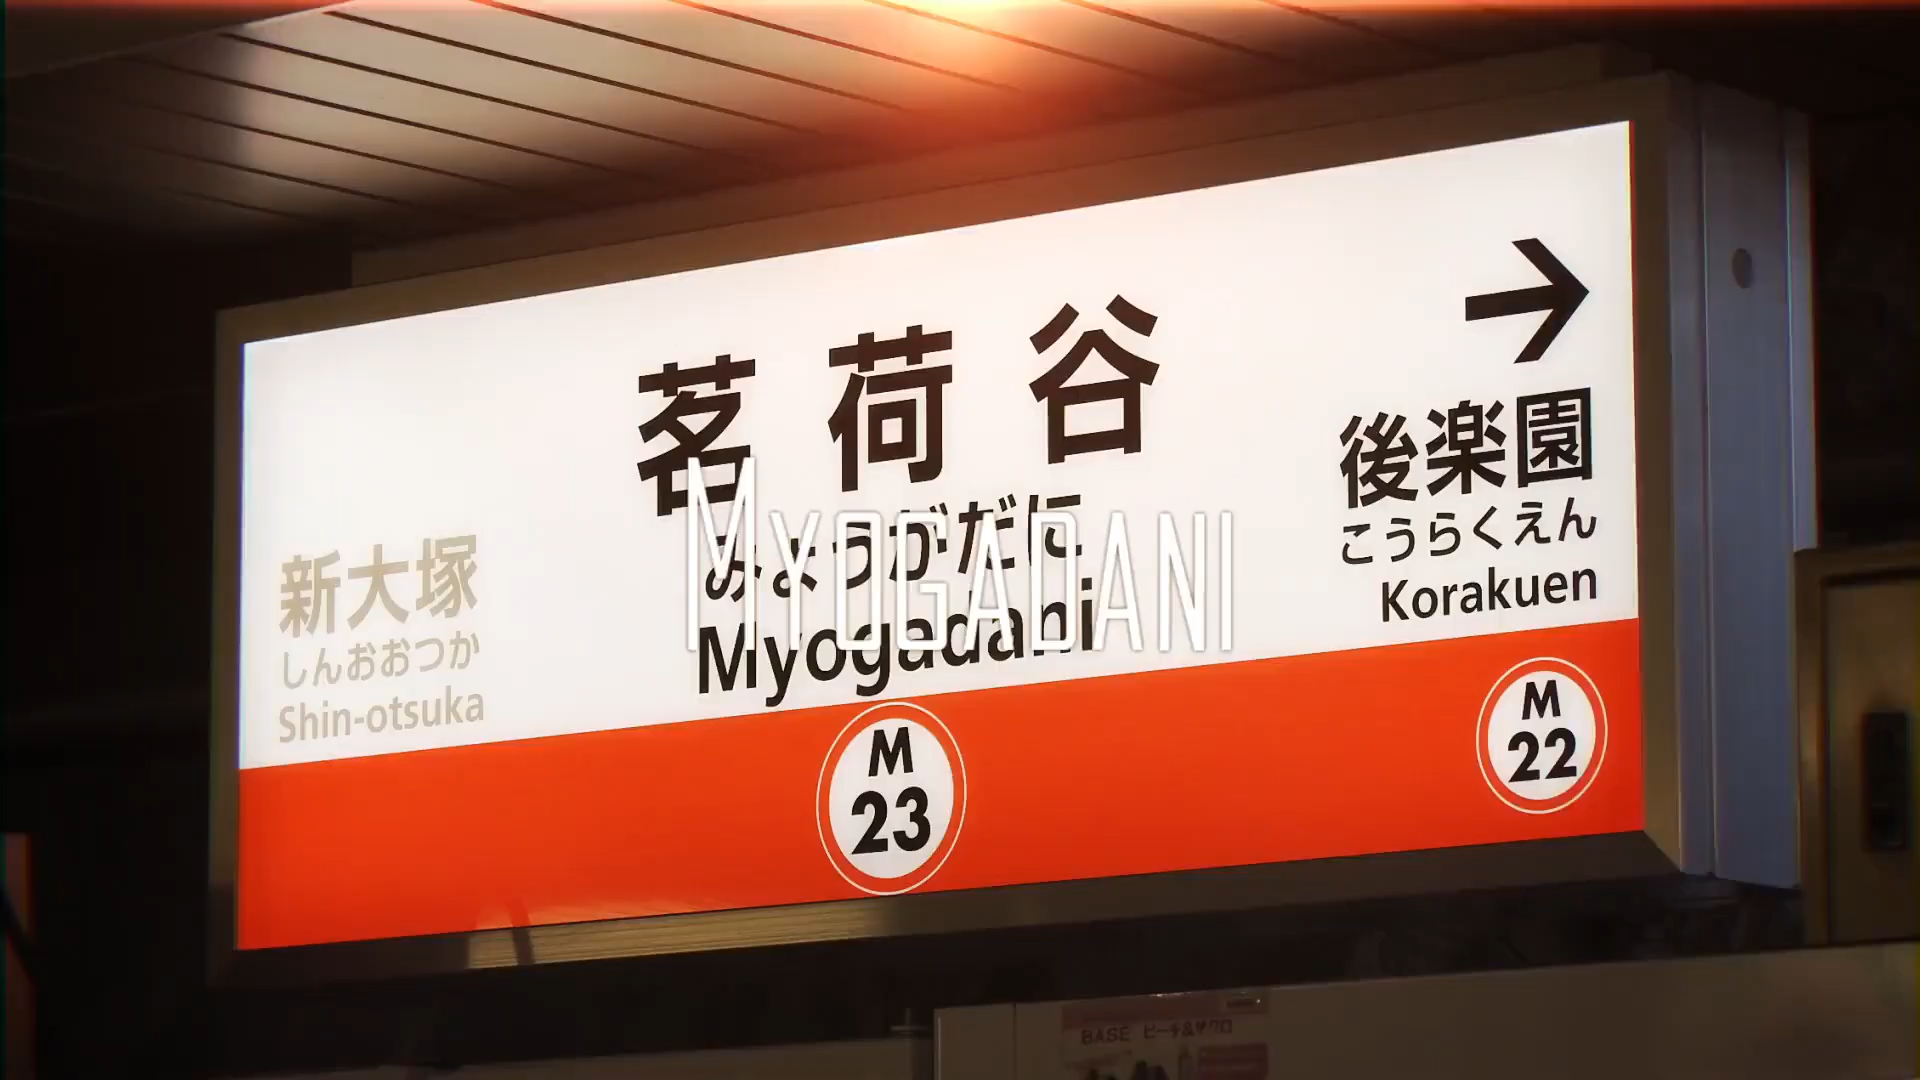 茗荷谷
みょうがだに
Myogadani
MYOGADANI
新大塚
しんおおつか
Shin-otsuka
→
後楽園
こうらくえん
Korakuen
M
23
M
22
BASE ピーチ&ザクロ